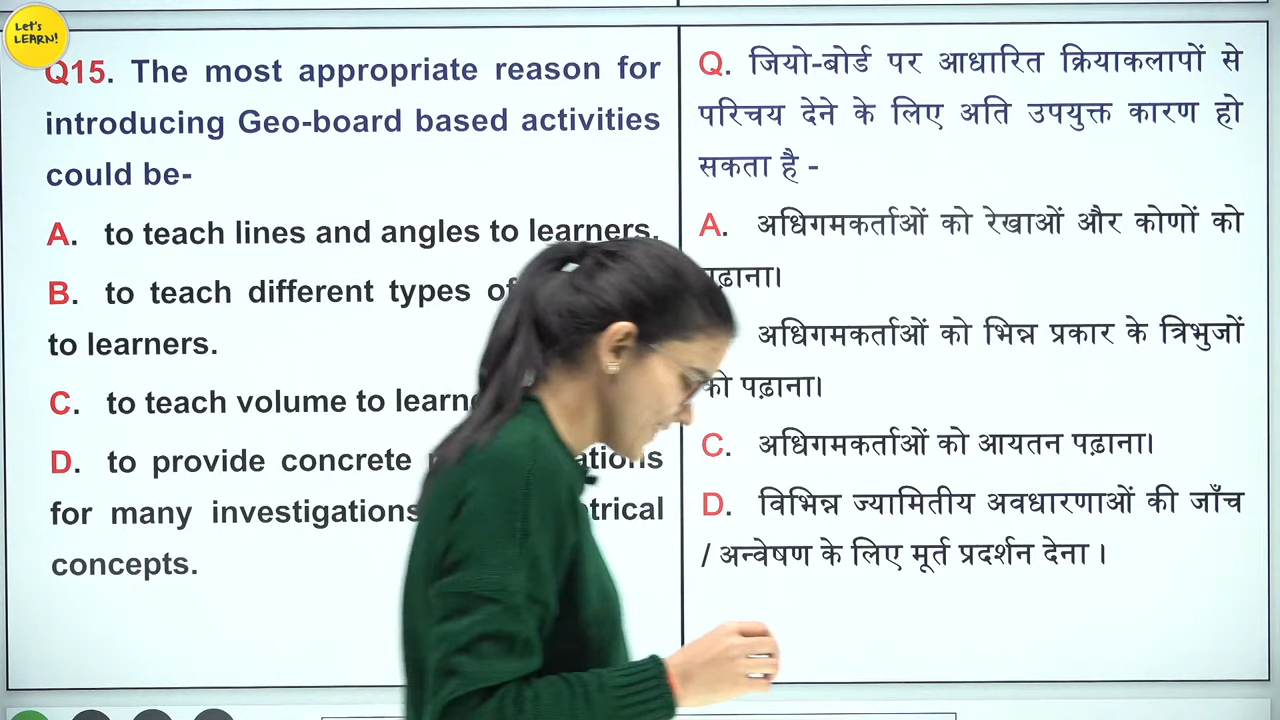 Let's
LEARN!
Q15. The most appropriate reason for
introducing Geo-board based activities
could be-
A. to teach lines and angles to learners.
B. to teach different types of
to learners.
C. to teach volume to
D. to provide concrete
for many investigations
concepts.
Q. जियो-बोर्ड पर आधारित क्रियाकलापों से
परिचय देने के लिए अति उपयुक्त कारण हो
सकता है -
A. अधिगमकर्ताओं को रेखाओं और कोणों को
पढ़ाना।
अधिगमकर्ताओं को भिन्न प्रकार के त्रिभुजों
को पढ़ाना।
C. अधिगमकर्ताओं को आयतन पढ़ाना।
D. विभिन्न ज्यामितीय अवधारणाओं की जाँच
/ अन्वेषण के लिए मूर्त प्रदर्शन देना ।